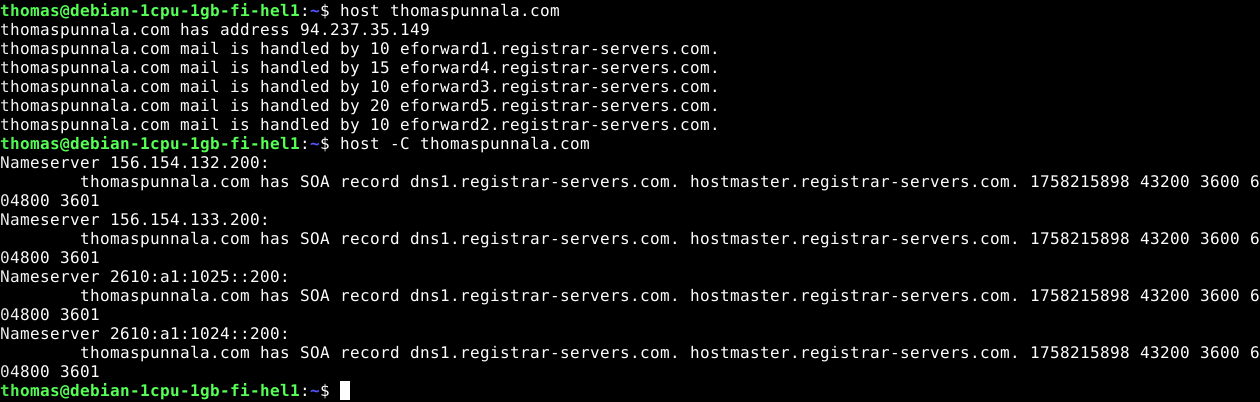 thomas@debian-1cpu-1gb-fi-hel1:~$ host thomaspunnala.com
thomaspunnala.com has address 94.237.35.149
thomaspunnala.com mail is handled by 10 eforward1.registrar-servers.com.
thomaspunnala.com mail is handled by 15 eforward4.registrar-servers.com.
thomaspunnala.com mail is handled by 10 eforward3.registrar-servers.com.
thomaspunnala.com mail is handled by 20 eforward5.registrar-servers.com.
thomaspunnala.com mail is handled by 10 eforward2.registrar-servers.com.
thomas@debian-1cpu-1gb-fi-hel1:~$ host -C thomaspunnala.com
Nameserver 156.154.132.200:
        thomaspunnala.com has SOA record dns1.registrar-servers.com. hostmaster.registrar-servers.com. 1758215898 43200 3600 6
04800 3601
Nameserver 156.154.133.200:
        thomaspunnala.com has SOA record dns1.registrar-servers.com. hostmaster.registrar-servers.com. 1758215898 43200 3600 6
04800 3601
Nameserver 2610:a1:1025::200:
        thomaspunnala.com has SOA record dns1.registrar-servers.com. hostmaster.registrar-servers.com. 1758215898 43200 3600 6
04800 3601
Nameserver 2610:a1:1024::200:
        thomaspunnala.com has SOA record dns1.registrar-servers.com. hostmaster.registrar-servers.com. 1758215898 43200 3600 6
04800 3601
thomas@debian-1cpu-1gb-fi-hel1:~$